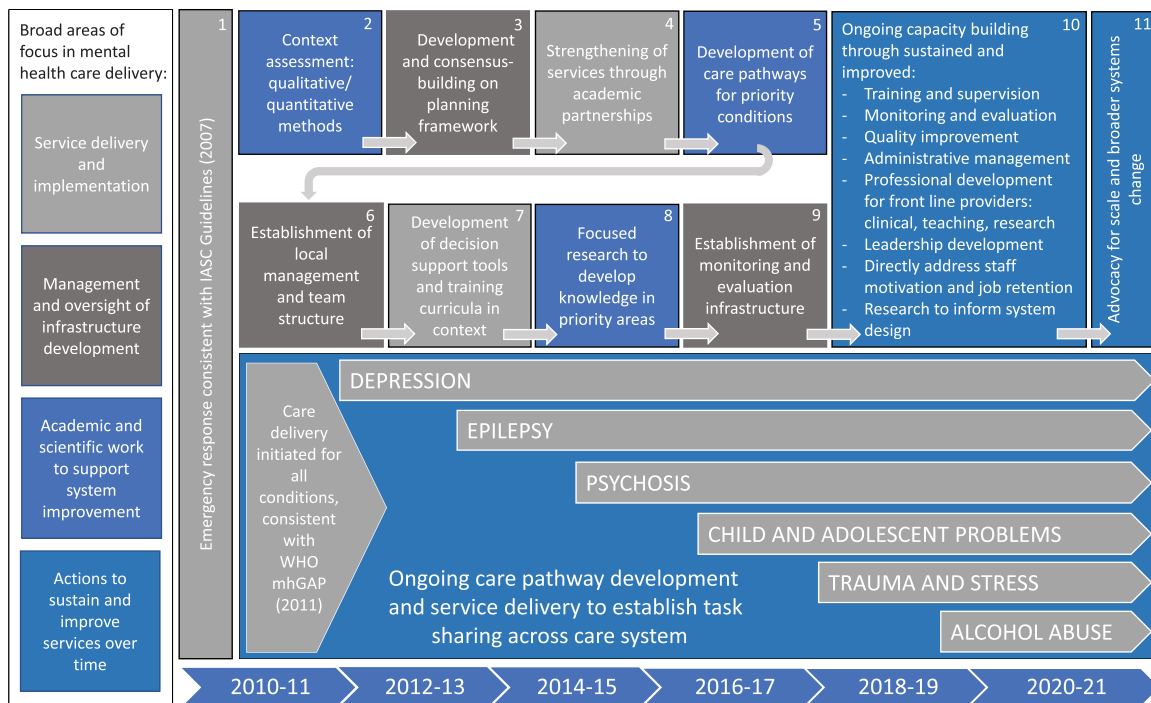 Broad areas of
focus in mental
health care delivery:
Service delivery
and
implementation
Management
and oversight of
infrastructure
development
Academic and
scientific work
to support
system
improvement
Actions to
sustain and
improve
services over
time
1
Emergency response consistent with IASC Guidelines (2007)
2
Context
assessment:
qualitative/
quantitative
methods
3
Development
and consensus-
building on
planning
framework
4
Strengthening of
services through
academic
partnerships
5
Development of
care pathways
for priority
conditions
6
Establishment of
local
management
and team
structure
7
Development
of decision
support tools
and training
curricula in
context
8
Focused
research to
develop
knowledge in
priority areas
9
Establishment of
monitoring and
evaluation
infrastructure
10
Ongoing capacity building
through sustained and
improved:
- Training and supervision
- Monitoring and evaluation
- Quality improvement
- Administrative management
- Professional development
for front line providers:
clinical, teaching, research
- Leadership development
- Directly address staff
motivation and job retention
- Research to inform system
design
11
Advocacy for scale and broader systems
change
Care
delivery
initiated for
all
conditions,
consistent
with
WHO
mhGAP
(2011)
DEPRESSION
EPILEPSY
PSYCHOSIS
CHILD AND ADOLESCENT PROBLEMS
TRAUMA AND STRESS
ALCOHOL ABUSE
Ongoing care pathway development
and service delivery to establish task
sharing across care system
2010-11
2012-13
2014-15
2016-17
2018-19
2020-21